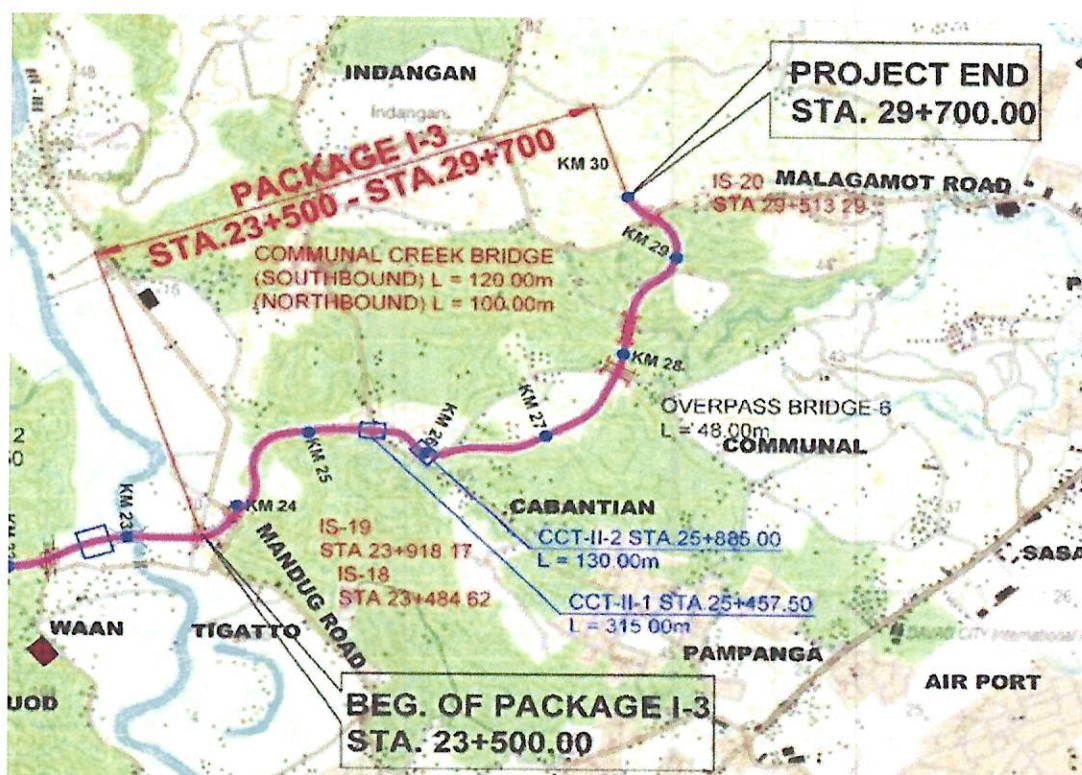 INDANGAN
Indangan
PROJECT END
STA. 29+700.00
PACKAGE I-3
STA.23+500 - STA.29+700
KM 30
IS-20
STA 29+513 29
MALAGAMOT ROAD
KM 29
COMMUNAL CREEK BRIDGE
(SOUTHBOUND) L = 120.00m
(NORTHBOUND) L = 100.00m
KM 28
OVERPASS BRIDGE-6
L = 48.00m
COMMUNAL
KM 27
KM 26
KM 25
KM 24
KM 23
CABANTIAN
CCT-II-2 STA.25+885.00
L = 130.00m
CCT-II-1 STA.25+457.50
L = 315.00m
IS-19
STA 23+918 17
IS-18
STA 23+484 62
MANDUG ROAD
WAAN
TIGATTO
UOD
SASA
PAMPANGA
AIR PORT
BEG. OF PACKAGE I-3
STA. 23+500.00